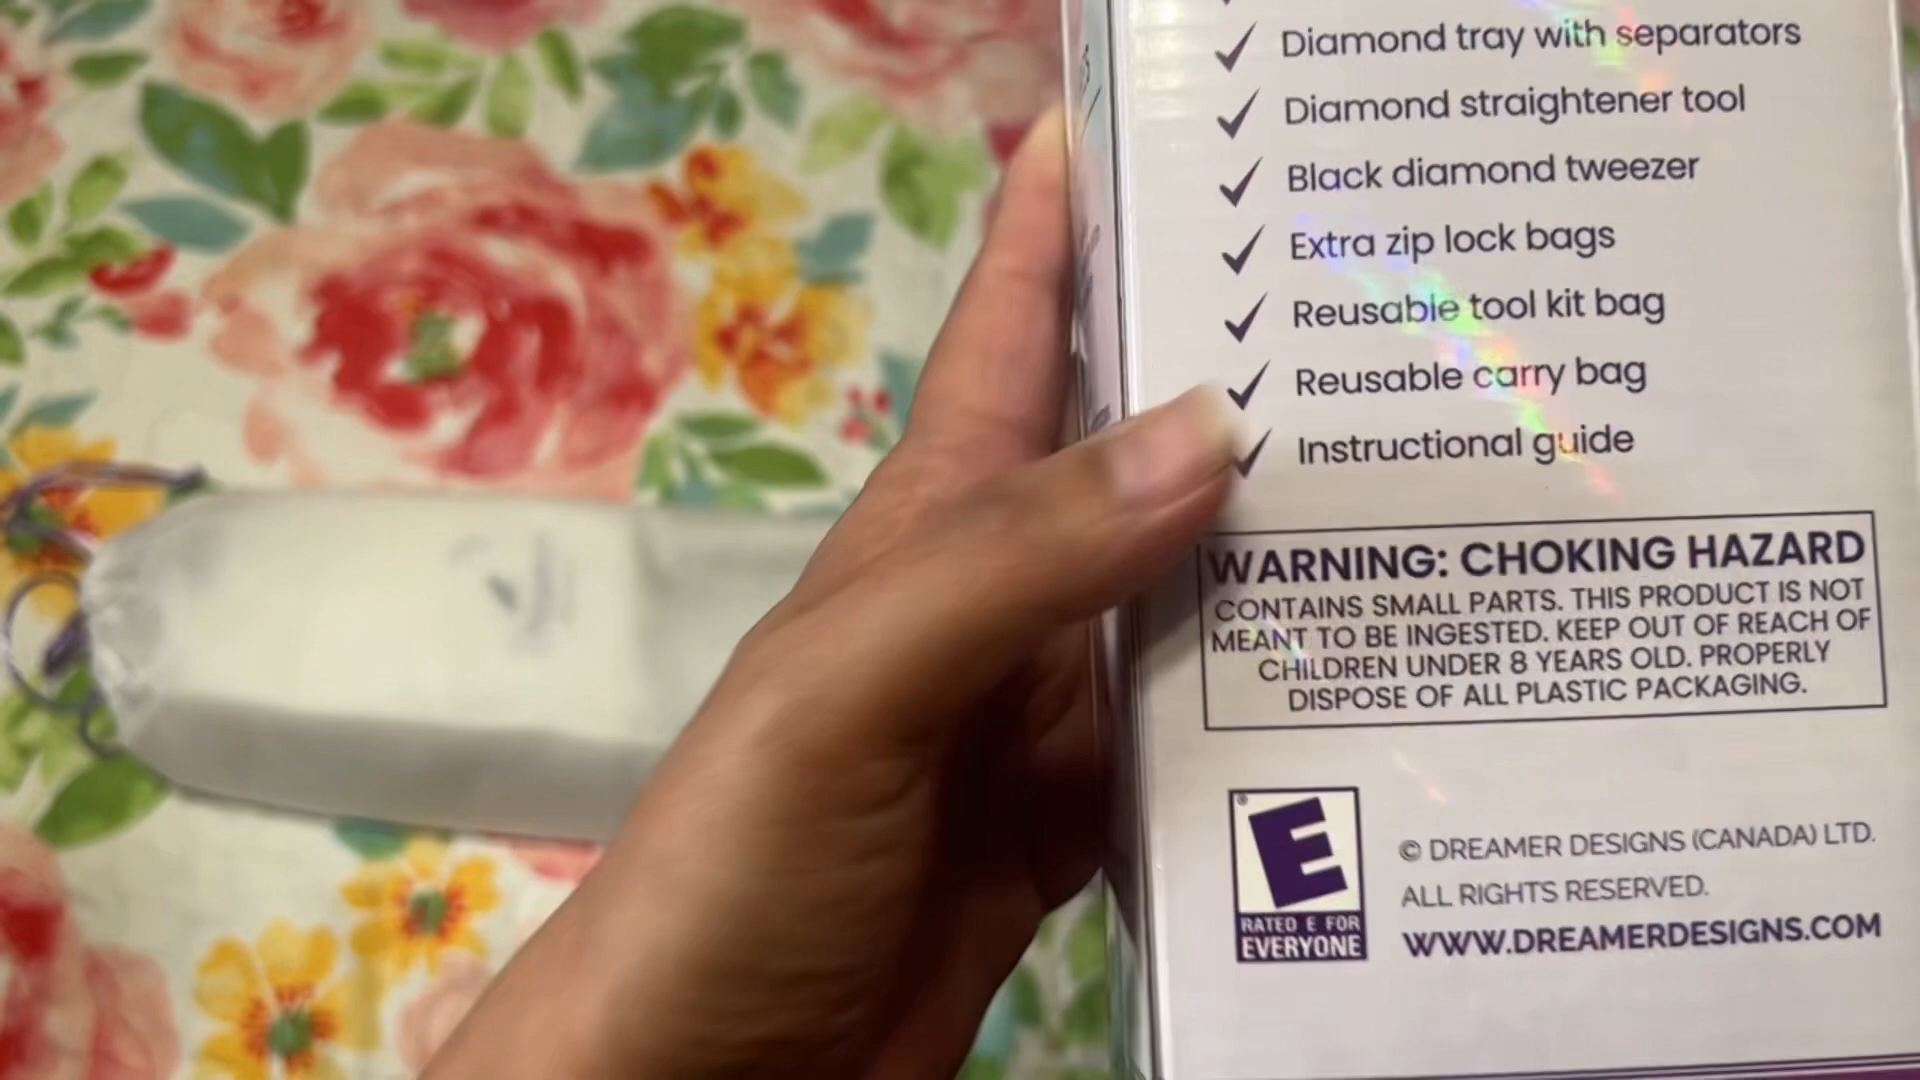 Diamond tray with separators
Diamond straightener tool
Black diamond tweezer
Extra zip lock bags
Reusable tool kit bag
Reusable carry bag
Instructional guide
WARNING: CHOKING HAZARD
CONTAINS SMALL PARTS. THIS PRODUCT IS NOT
MEANT TO BE INGESTED. KEEP OUT OF REACH OF
CHILDREN UNDER 8 YEARS OLD. PROPERLY
DISPOSE OF ALL PLASTIC PACKAGING.
E
RATED E FOR
EVERYONE
© DREAMER DESIGNS (CANADA) LTD.
ALL RIGHTS RESERVED.
WWW.DREAMERDESIGNS.COM